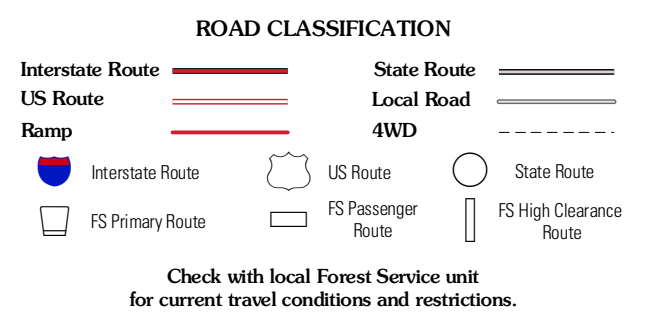 ROAD CLASSIFICATION
Interstate Route
State Route
US Route
Local Road
Ramp
4WD
Interstate Route
US Route
State Route
FS Primary Route
FS Passenger
Route
FS High Clearance
Route
Check with local Forest Service unit
for current travel conditions and restrictions.